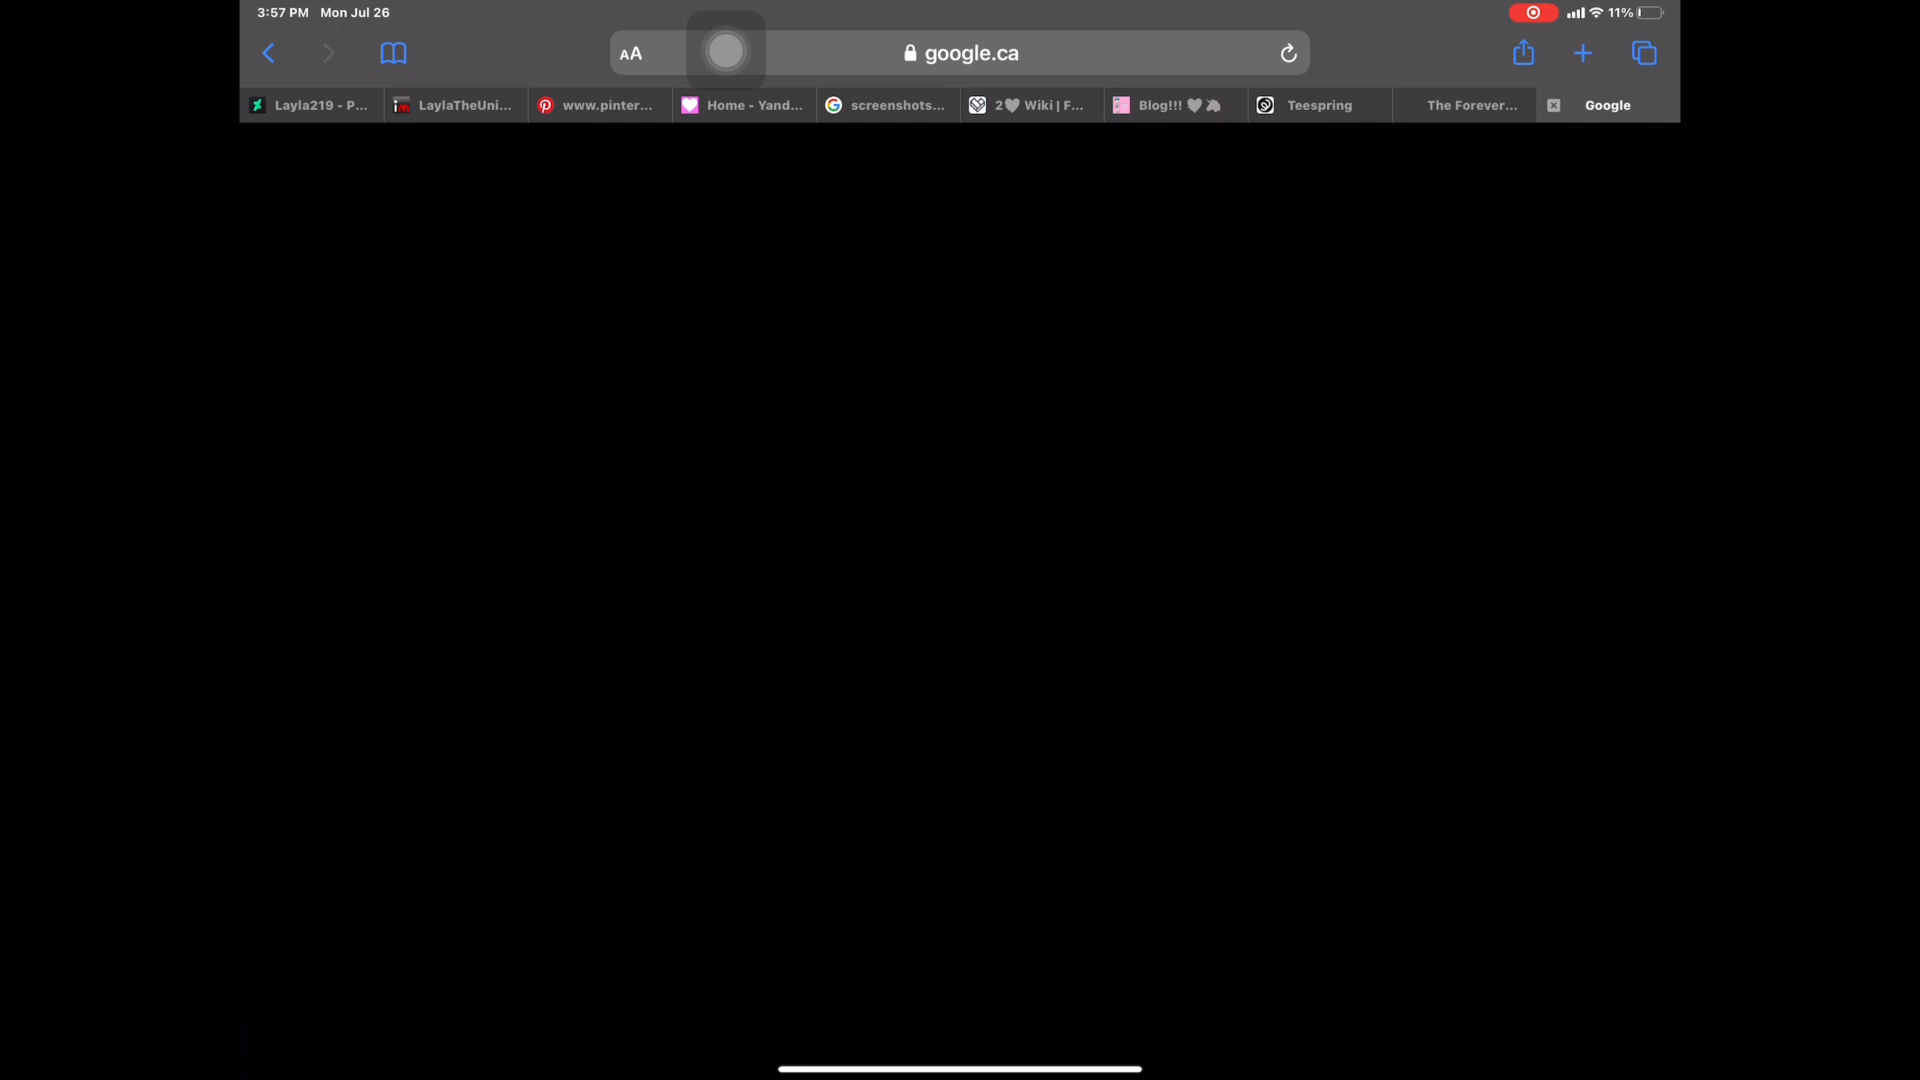 3:57 PM Mon Jul 26 11%
AA google.ca
Layla219 - P... LaylaTheUni... www.pinter... Home - Yand... screenshots... 2🖤 Wiki | F... Blog!!! 🖤🦄 Teespring The Forever... Google